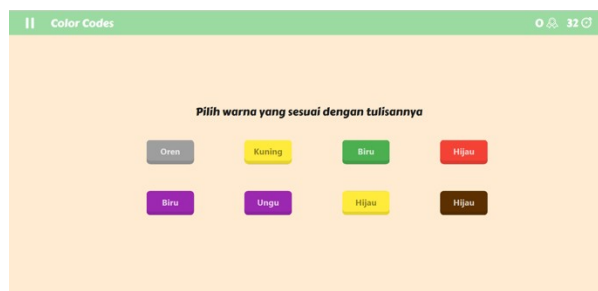 Color Codes 0 32
Pilih warna yang sesuai dengan tulisannya
Oren Kuning Biru Hijau
Biru Ungu Hijau Hijau